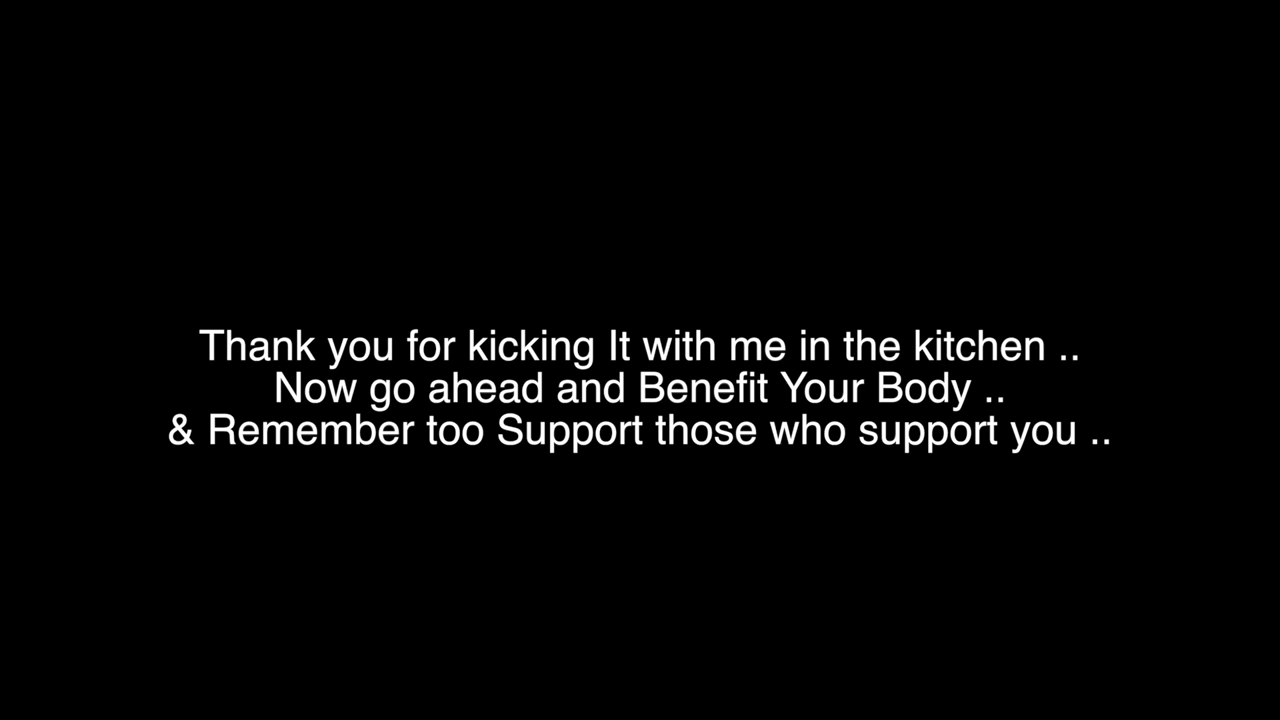 Thank you for kicking It with me in the kitchen ..
Now go ahead and Benefit Your Body ..
& Remember too Support those who support you ..